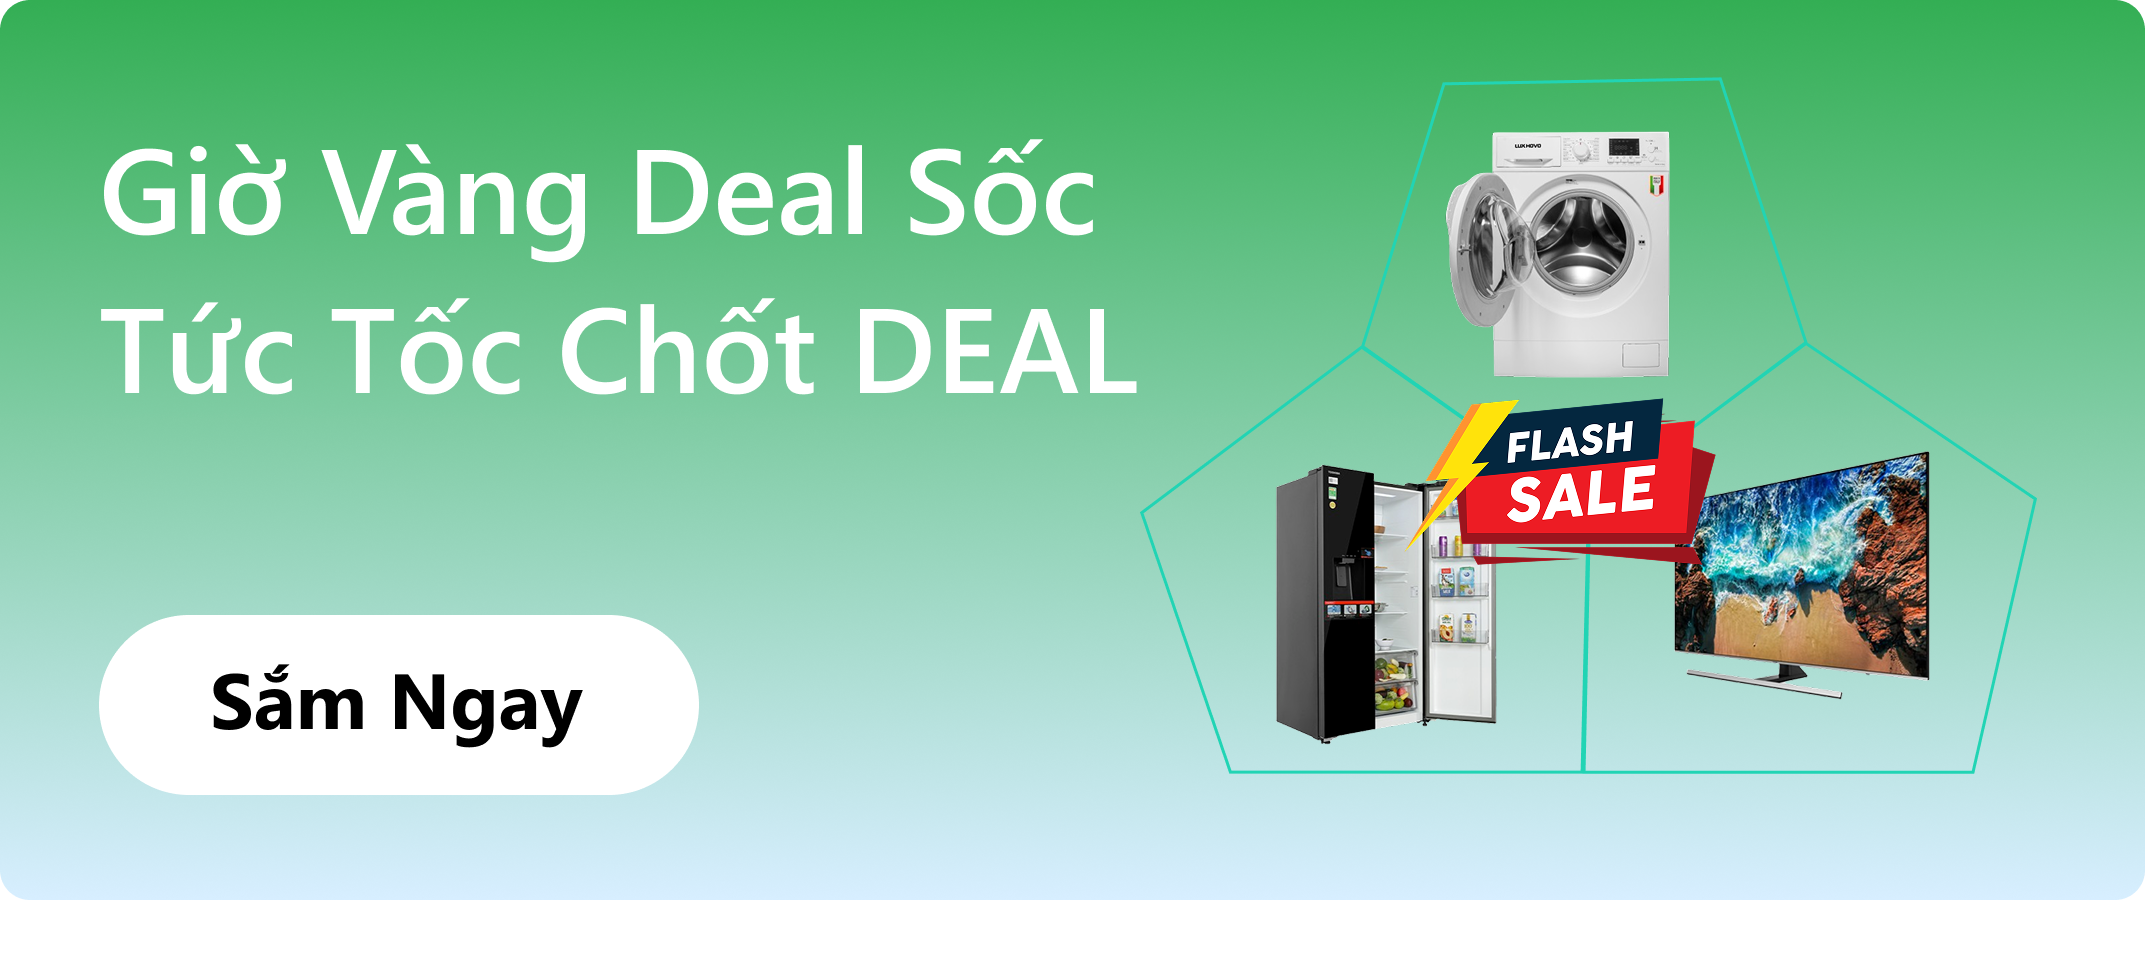 Giờ Vàng Deal Sốc
Tức Tốc Chốt DEAL
Sắm Ngay
FLASH
SALE